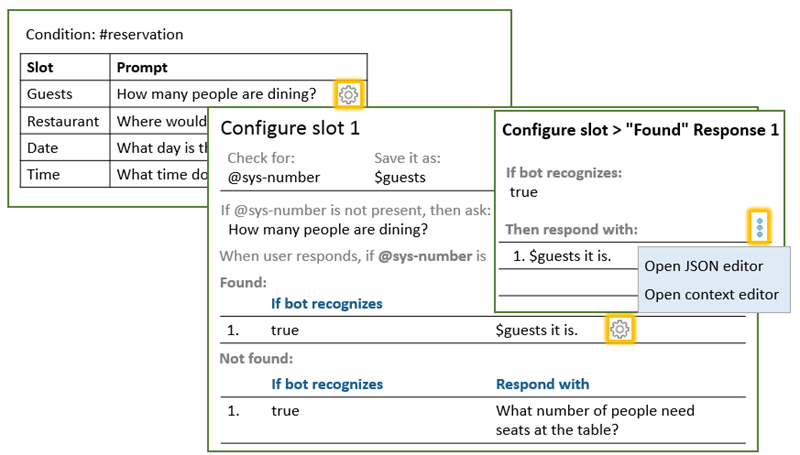 Condition: #reservation
Slot Prompt
Guests How many people are dining?
Restaurant Where would
Date What day is th
Time What time do
Configure slot 1
Check for: Save it as:
@sys-number $guests
If @sys-number is not present, then ask:
How many people are dining?
When user responds, if @sys-number is
Found:
If bot recognizes
1. true $guests it is.
Not found:
If bot recognizes Respond with
1. true What number of people need
seats at the table?
Configure slot > "Found" Response 1
If bot recognizes:
true
Then respond with:
1. $guests it is.
Open JSON editor
Open context editor